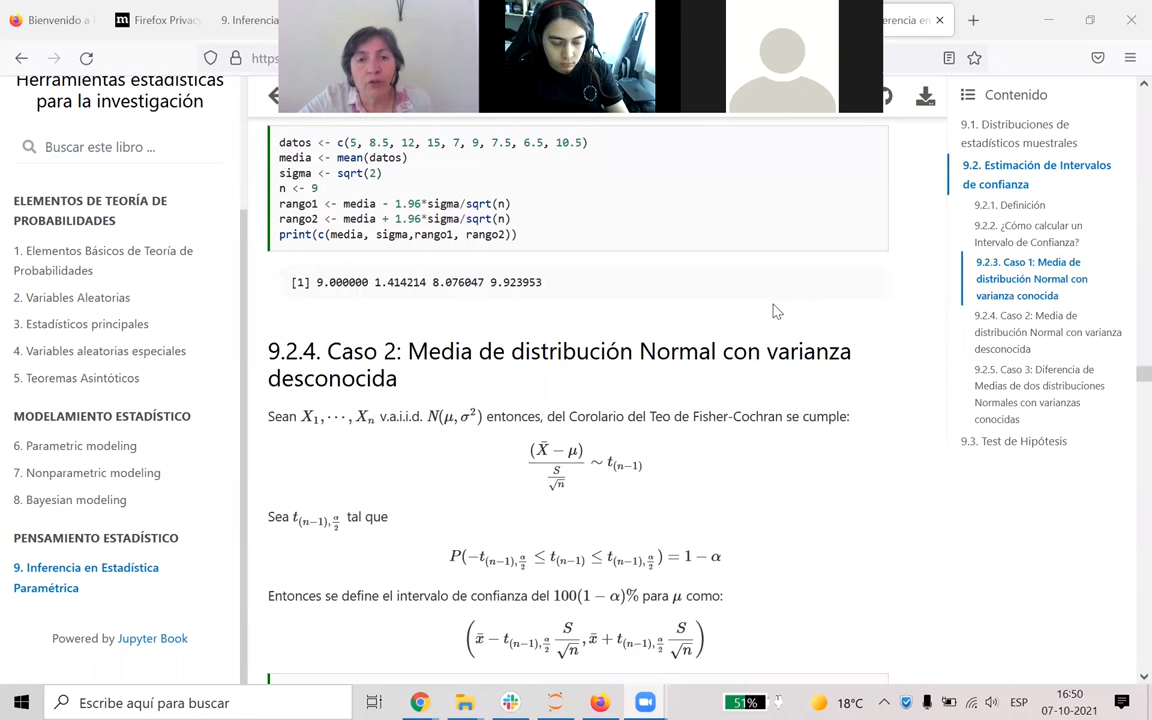 Bienvenido a
Firefox Privac
9. Inferencia
erencia en
https
Herramientas estadísticas
para la investigación
Buscar este libro ...
ELEMENTOS DE TEORÍA DE
PROBABILIDADES
1. Elementos Básicos de Teoría de
Probabilidades
2. Variables Aleatorias
3. Estadísticos principales
4. Variables aleatorias especiales
5. Teoremas Asintóticos
MODELAMIENTO ESTADÍSTICO
6. Parametric modeling
7. Nonparametric modeling
8. Bayesian modeling
PENSAMIENTO ESTADÍSTICO
9. Inferencia en Estadística
Paramétrica
Powered by Jupyter Book
datos <- c(5, 8.5, 12, 15, 7, 9, 7.5, 6.5, 10.5)
media <- mean(datos)
sigma <- sqrt(2)
n <- 9
rango1 <- media - 1.96*sigma/sqrt(n)
rango2 <- media + 1.96*sigma/sqrt(n)
print(c(media, sigma,rango1, rango2))
[1] 9.000000 1.414214 8.076047 9.923953
9.2.4. Caso 2: Media de distribución Normal con varianza
desconocida
Sean X₁, ⋯, Xₙ v.a.i.i.d. N(μ, σ²) entonces, del Corolario del Teo de Fisher-Cochran se cumple:
(X̄ − μ) / (S/√n) ∼ t₍ₙ₋₁₎
Sea t₍ₙ₋₁₎,α/2 tal que
P(−t₍ₙ₋₁₎,α/2 ≤ t₍ₙ₋₁₎ ≤ t₍ₙ₋₁₎,α/2) = 1 − α
Entonces se define el intervalo de confianza del 100(1 − α)% para μ como:
(x̄ − t₍ₙ₋₁₎,α/2 S/√n, x̄ + t₍ₙ₋₁₎,α/2 S/√n)
Contenido
9.1. Distribuciones de
estadísticos muestrales
9.2. Estimación de Intervalos
de confianza
9.2.1. Definición
9.2.2. ¿Cómo calcular un
Intervalo de Confianza?
9.2.3. Caso 1: Media de
distribución Normal con
varianza conocida
9.2.4. Caso 2: Media de
distribución Normal con varianza
desconocida
9.2.5. Caso 3: Diferencia de
Medias de dos distribuciones
Normales con varianzas
conocidas
9.3. Test de Hipótesis
Escribe aquí para buscar
51%
18°C
ESP
16:50
07-10-2021